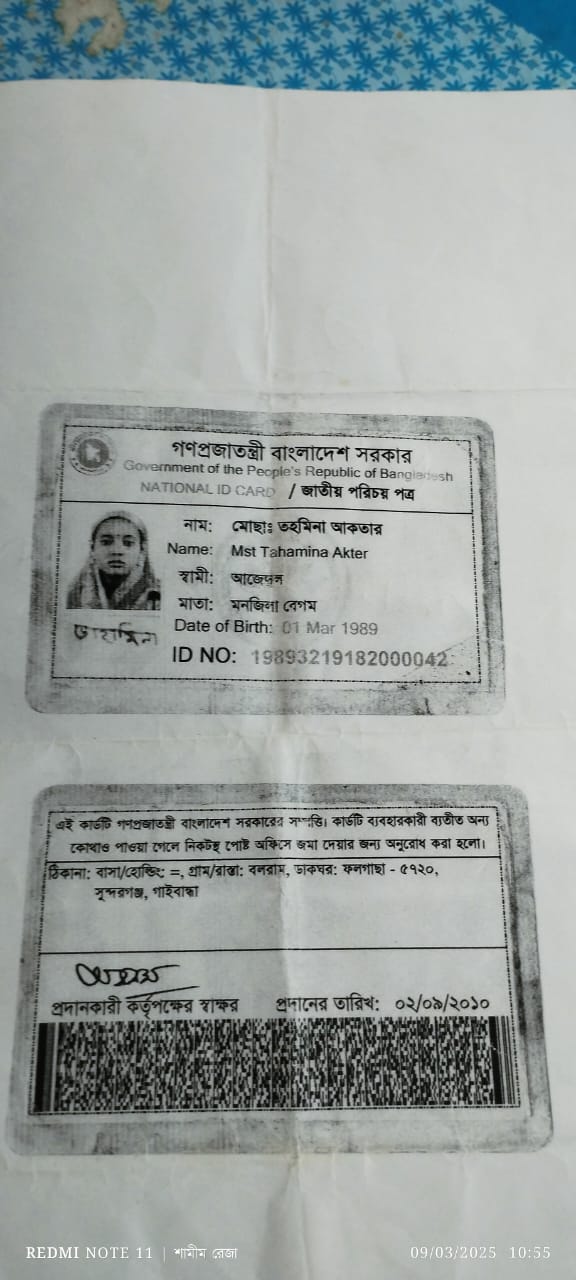 গণপ্রজাতন্ত্রী বাংলাদেশ সরকার
Government of the People's Republic of Bangladesh
NATIONAL ID CARD / জাতীয় পরিচয় পত্র
নাম: মোছাঃ তহমিনা আকতার
Name: Mst Tahamina Akter
স্বামী:
মাতা: মনজিলা বেগম
Date of Birth: 01 Mar 1989
তাহমিনা
ID NO: 19893219182000042
এই কার্ডটি গণপ্রজাতন্ত্রী বাংলাদেশ সরকারের সম্পত্তি। কার্ডটি ব্যবহারকারী ব্যতীত অন্য
কোথাও পাওয়া গেলে নিকটস্থ পোষ্ট অফিসে জমা দেয়ার জন্য অনুরোধ করা হলো।
ঠিকানা: বাসা/হোল্ডিং: =, গ্রাম/রাস্তা: বলরাম, ডাকঘর: ফলগাছা - ৫৭২০,
সুন্দরগঞ্জ, গাইবান্ধা
প্রদানকারী কর্তৃপক্ষের স্বাক্ষর প্রদানের তারিখ: ০২/০৯/২০১০
REDMI NOTE 11 | শামীম রেজা 09/03/2025 10:55